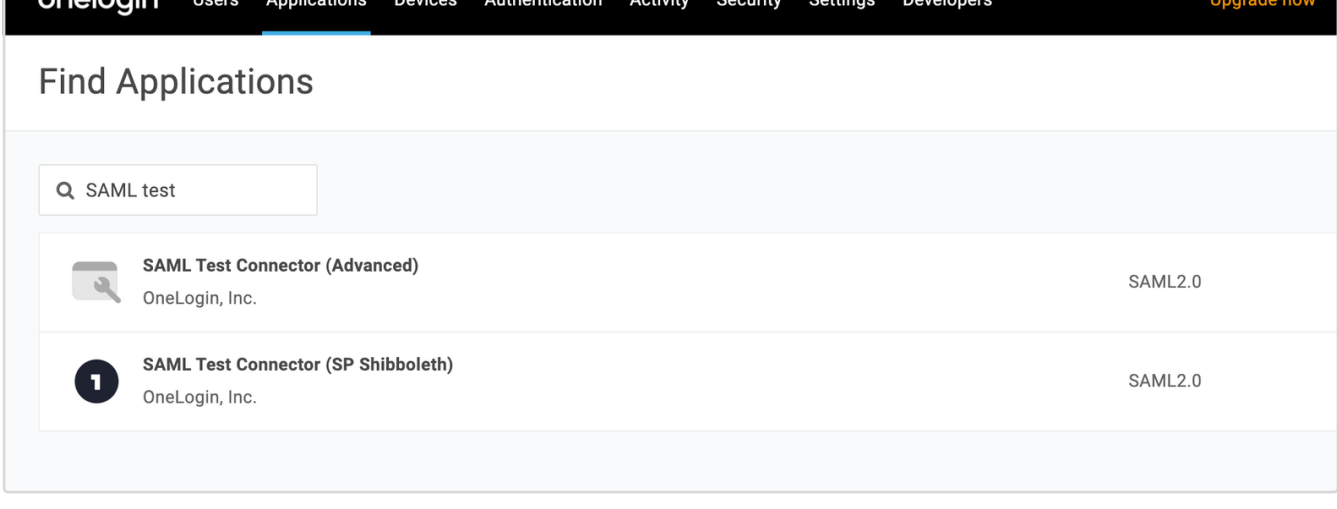 onelogin Users Applications Devices Authentication Activity Security Settings Developers Upgrade now
Find Applications
SAML test
SAML Test Connector (Advanced)
OneLogin, Inc.
SAML2.0
SAML Test Connector (SP Shibboleth)
1
OneLogin, Inc.
SAML2.0